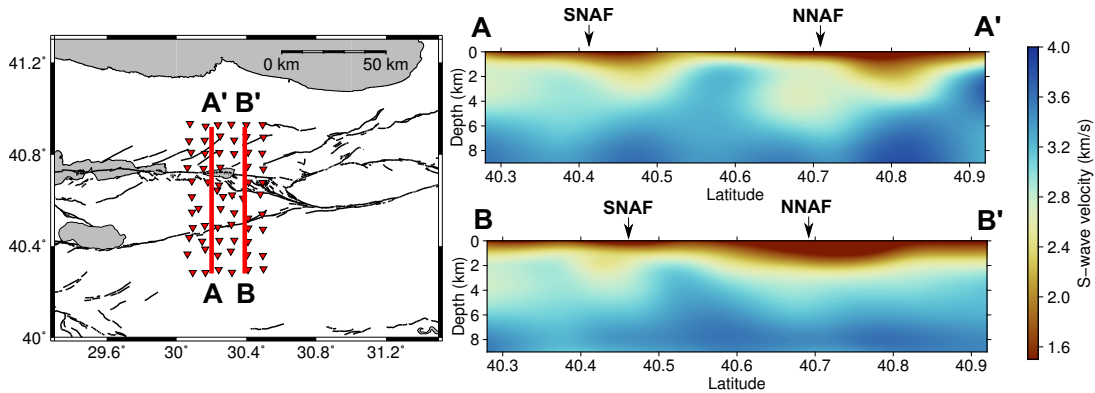 0 km 50 km
41.2˚
A' B'
40.8˚
40.4˚
A B
40˚
29.6˚ 30˚ 30.4˚ 30.8˚ 31.2˚
A SNAF NNAF A'
0
2
4
6
8
Depth (km)
40.3 40.4 40.5 40.6 40.7 40.8 40.9
Latitude
B SNAF NNAF B'
0
2
4
6
8
Depth (km)
40.3 40.4 40.5 40.6 40.7 40.8 40.9
Latitude
4.0
3.6
3.2
2.8
2.4
2.0
1.6
S−wave velocity (km/s)